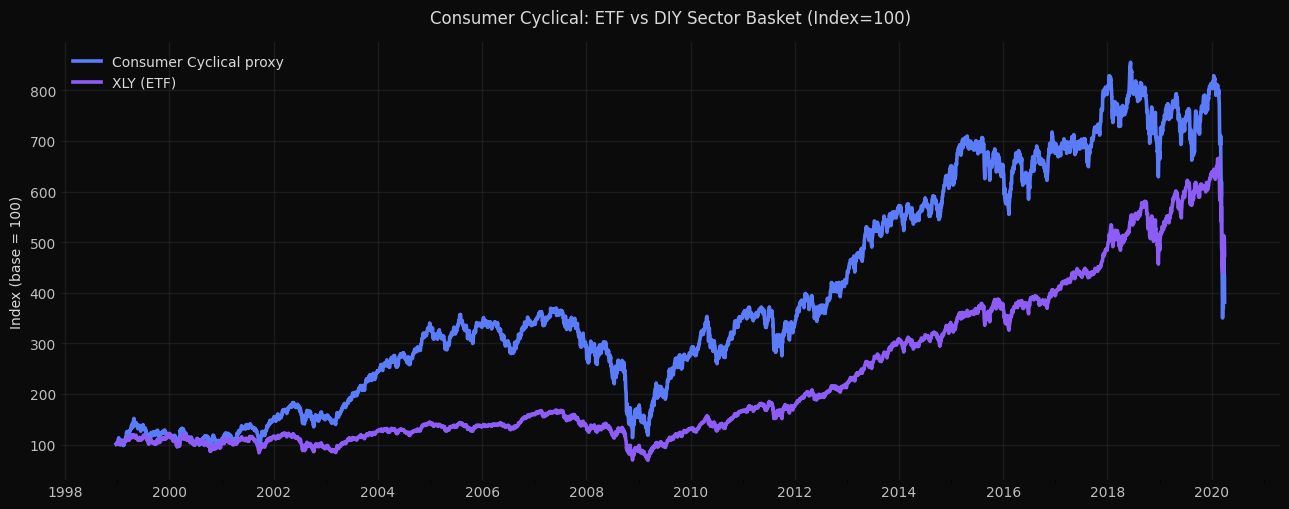 Consumer Cyclical: ETF vs DIY Sector Basket (Index=100)
Consumer Cyclical proxy
XLY (ETF)
Index (base = 100)
800
700
600
500
400
300
200
100
1998 2000 2002 2004 2006 2008 2010 2012 2014 2016 2018 2020